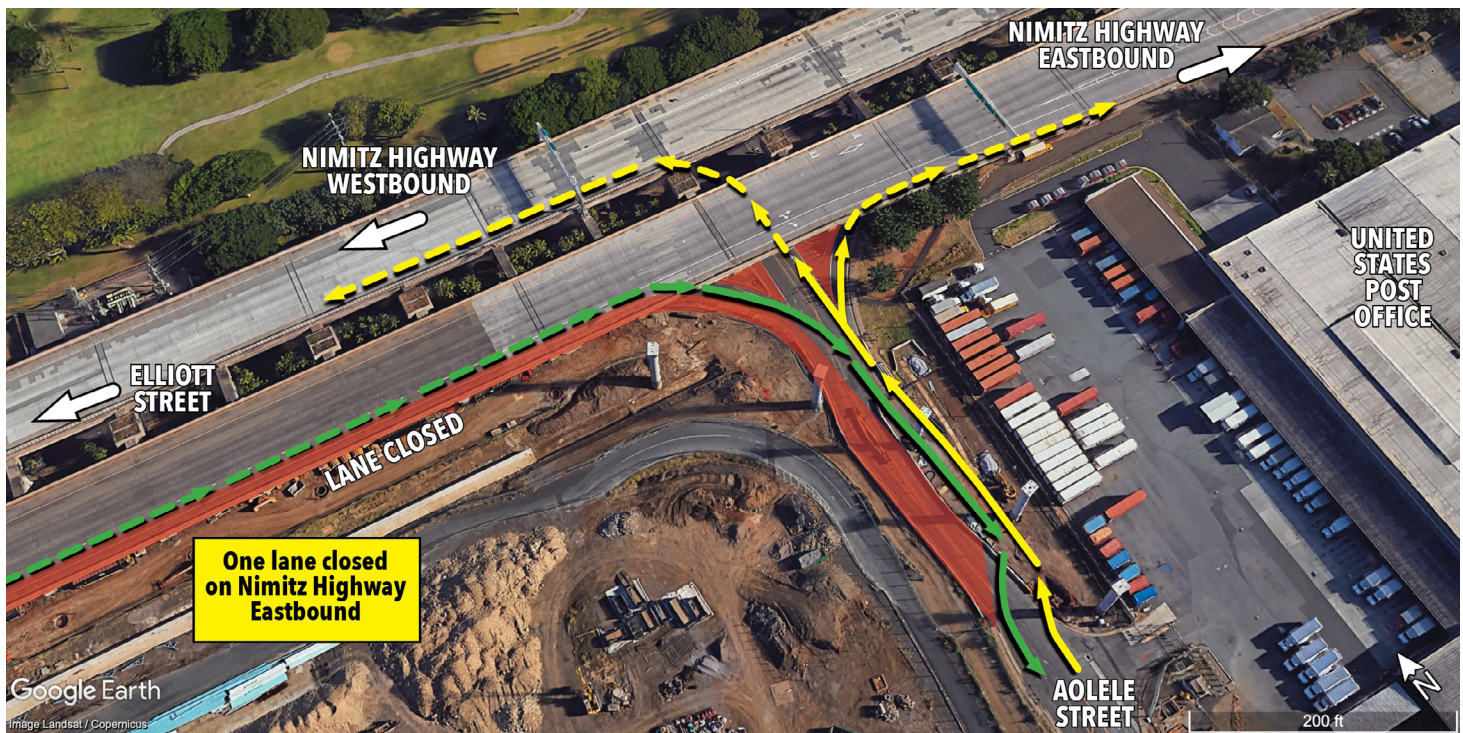 NIMITZ HIGHWAY
EASTBOUND
NIMITZ HIGHWAY
WESTBOUND
UNITED
STATES
POST
OFFICE
ELLIOTT
STREET
LANE CLOSED
One lane closed
on Nimitz Highway
Eastbound
AOLELE
STREET
N
200 ft
Google Earth
Image Landsat / Copernicus